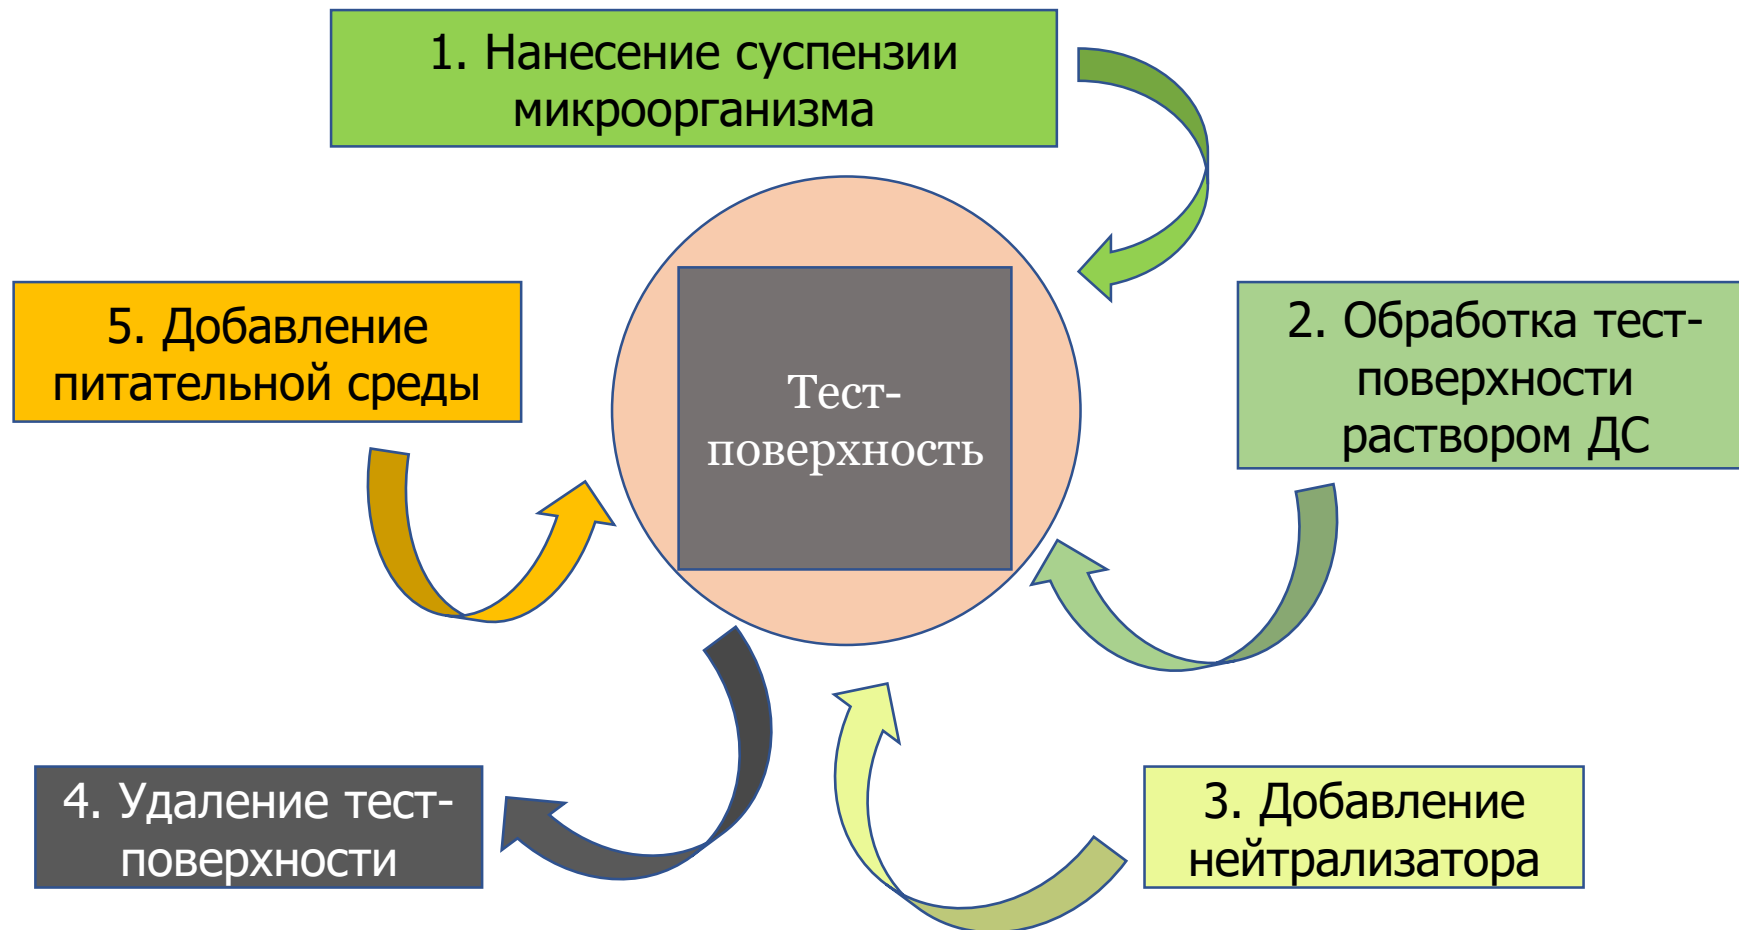 1. Нанесение суспензии
микроорганизма
2. Обработка тест-
поверхности
раствором ДС
5. Добавление
питательной среды
Тест-
поверхность
4. Удаление тест-
поверхности
3. Добавление
нейтрализатора